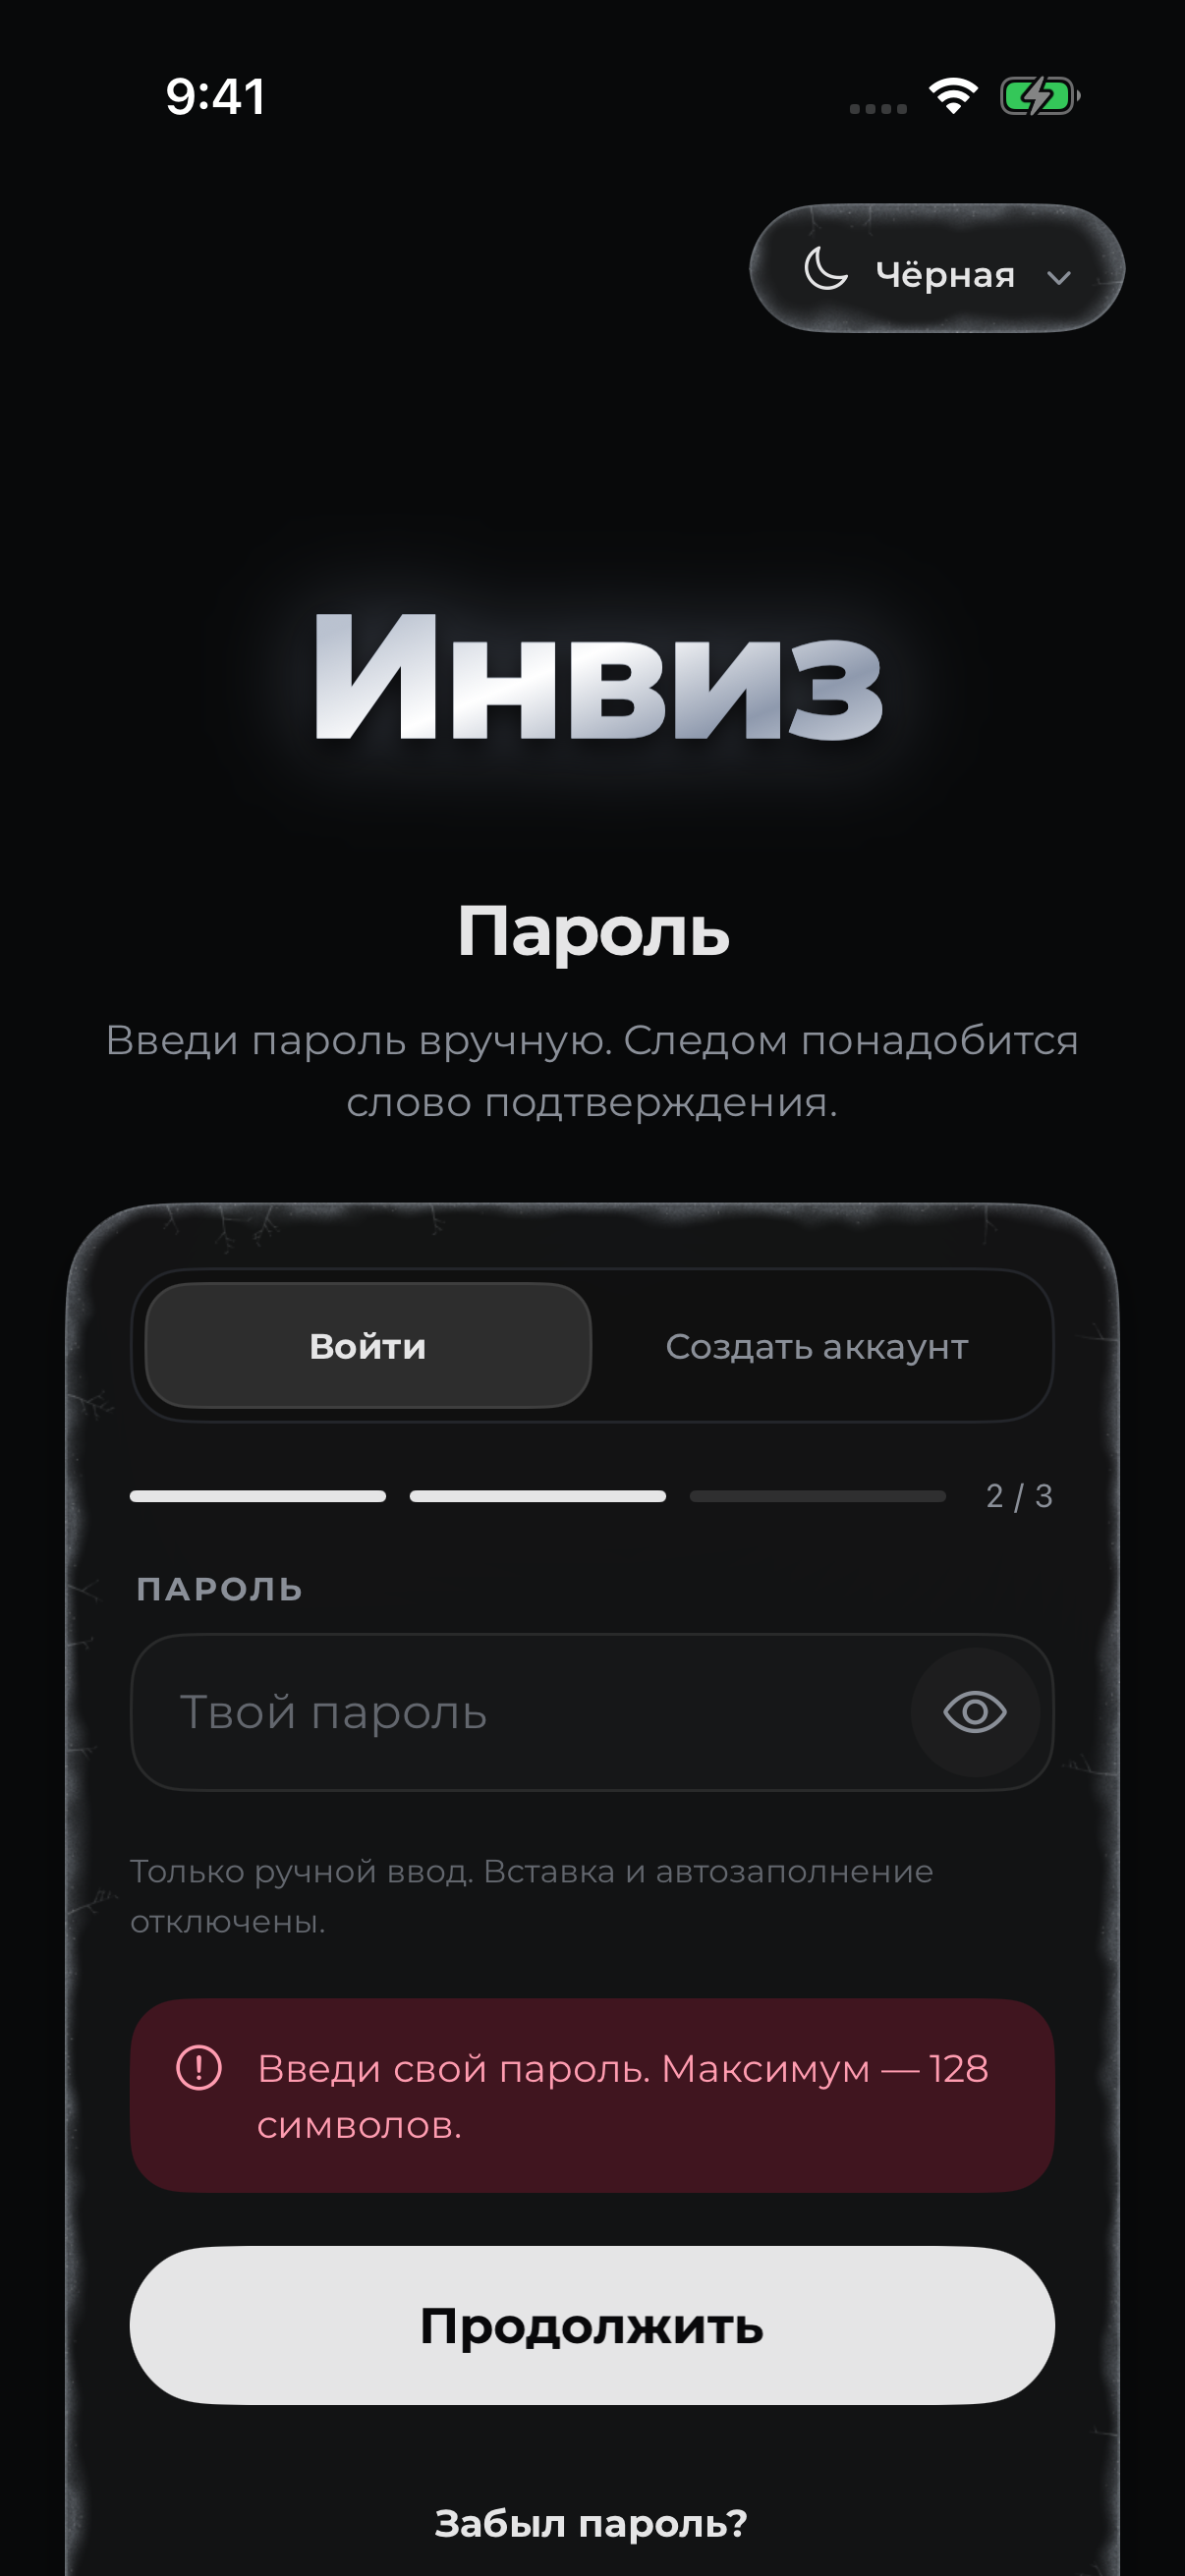 9:41
Чёрная
Инвиз
Пароль
Введи пароль вручную. Следом понадобится
слово подтверждения.
Войти
Создать аккаунт
2 / 3
ПАРОЛЬ
Твой пароль
Только ручной ввод. Вставка и автозаполнение
отключены.
Введи свой пароль. Максимум — 128
символов.
Продолжить
Забыл пароль?